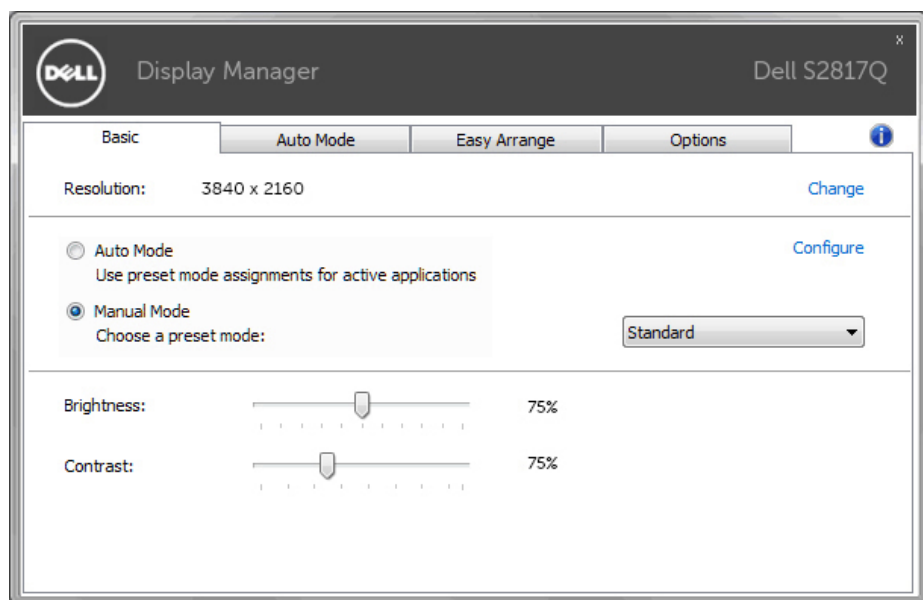 x
DELL Display Manager Dell S2817Q
Basic Auto Mode Easy Arrange Options i
Resolution: 3840 x 2160 Change
Auto Mode Configure
Use preset mode assignments for active applications
Manual Mode
Choose a preset mode: Standard
Brightness: 75%
Contrast: 75%